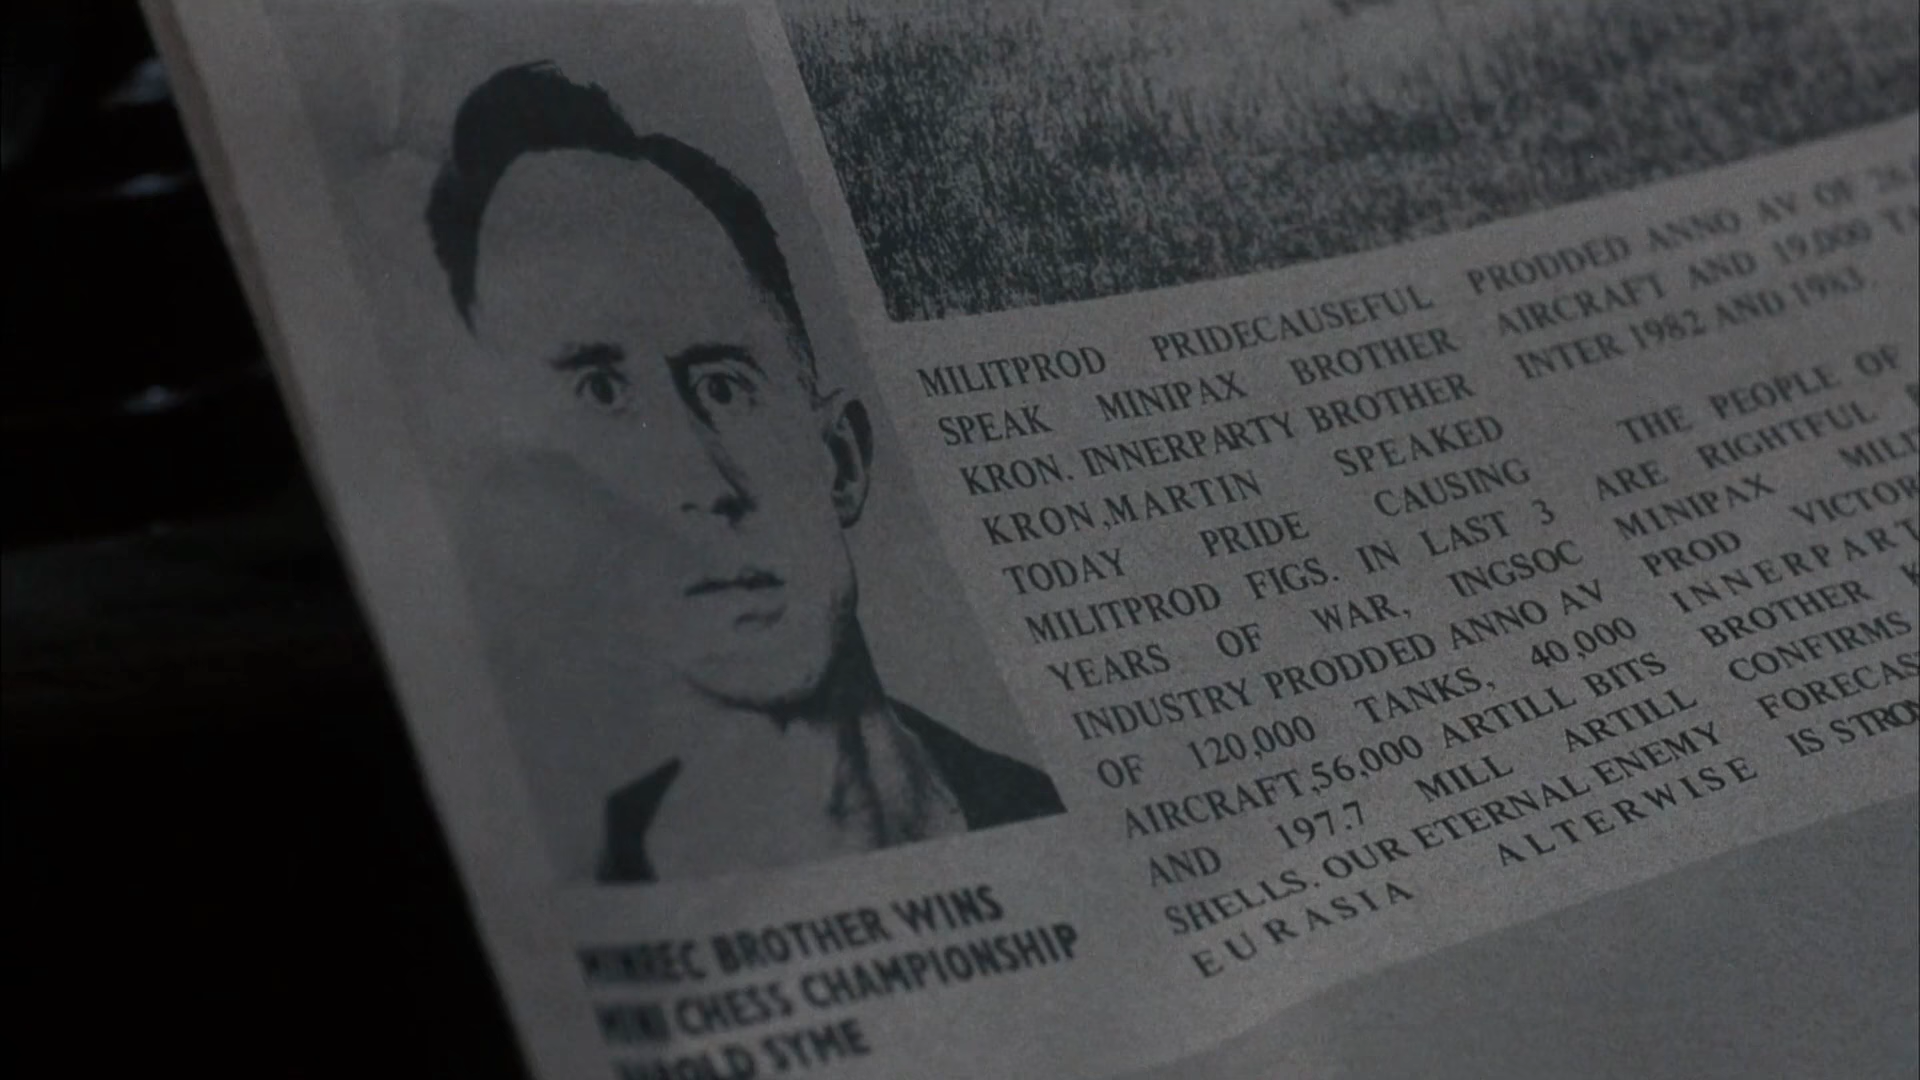 MILITPROD PRIDECAUSEFUL
SPEAK MINIPAX BROTHER
KRON. INNERPARTY BROTHER
KRON,MARTIN SPEAKED
TODAY PRIDE CAUSING
MILITPROD FIGS. IN LAST 3
YEARS OF WAR, INGSOC
INDUSTRY PRODDED ANNO AV
OF 120,000 TANKS, 40,000
AIRCRAFT,56,000 ARTILL BITS
AND 197.7 MILL ARTILL
SHELLS. OUR ETERNAL ENEMY
EURASIA ALTERWISE
PRODDED ANNO AV OF
AIRCRAFT AND 19,000
INTER 1982 AND 1983.
THE PEOPLE OF
ARE RIGHTFUL
MINIPAX
PROD
INNERPART
BROTHER
CONFIRMS
FORECAS
IS STRO
MINREC BROTHER WINS
MINI CHESS CHAMPIONSHIP
SYME